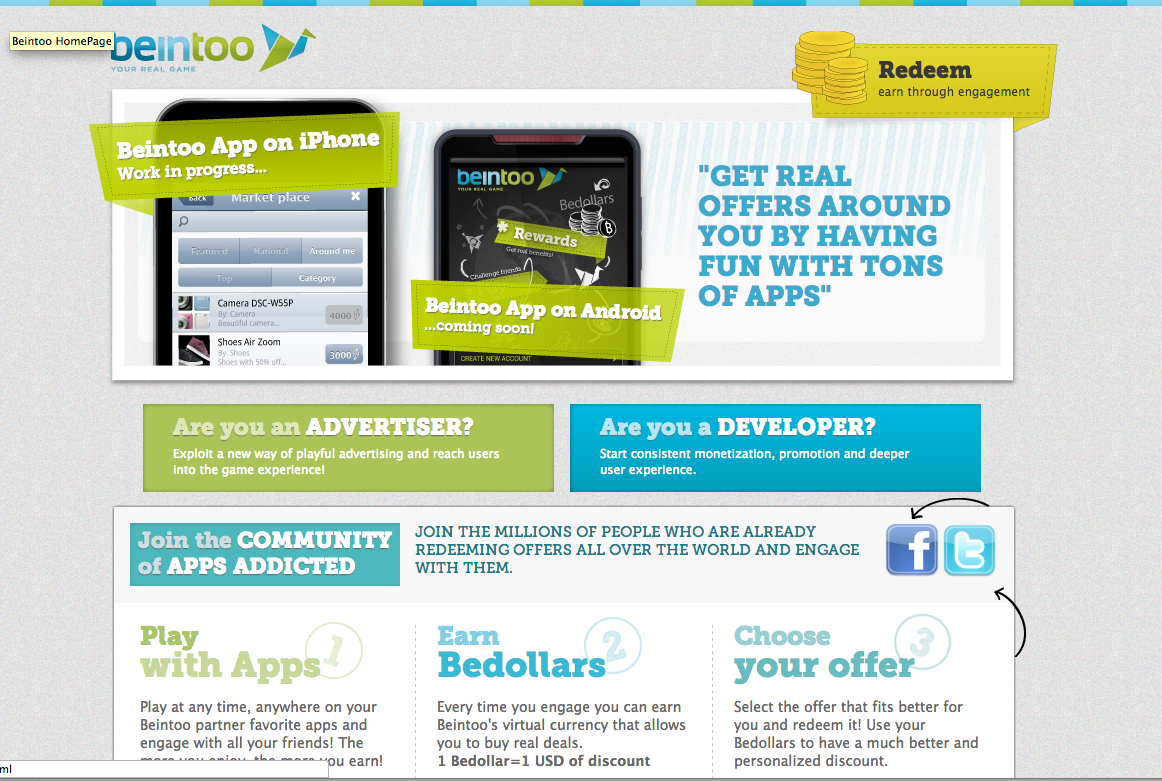 Beintoo HomePage
beintoo
YOUR REAL GAME
Redeem
earn through engagement
Beintoo App on iPhone
Work in progress...
Back
Market place
Featured
National
Around me
Top
Category
Camera DSC-W55P
By: Camera
Beautiful camera...
4000
Shoes Air Zoom
By: Shoes
Shoes with 50% off...
3000
beintoo
YOUR REAL GAME
Bedollars
* Rewards
Get real benefits!
Challenge friends
Beintoo App on Android
...coming soon!
CREATE NEW ACCOUNT
"GET REAL
OFFERS AROUND
YOU BY HAVING
FUN WITH TONS
OF APPS"
Are you an ADVERTISER?
Exploit a new way of playful advertising and reach users
into the game experience!
Are you a DEVELOPER?
Start consistent monetization, promotion and deeper
user experience.
Join the COMMUNITY
of APPS ADDICTED
JOIN THE MILLIONS OF PEOPLE WHO ARE ALREADY
REDEEMING OFFERS ALL OVER THE WORLD AND ENGAGE
WITH THEM.
f
t
Play
with Apps
1
Play at any time, anywhere on your
Beintoo partner favorite apps and
engage with all your friends! The
more you enjoy, the more you earn!
Earn
Bedollars
2
Every time you engage you can earn
Beintoo's virtual currency that allows
you to buy real deals.
1 Bedollar=1 USD of discount
Choose
your offer
3
Select the offer that fits better for
you and redeem it! Use your
Bedollars to have a much better and
personalized discount.
ml